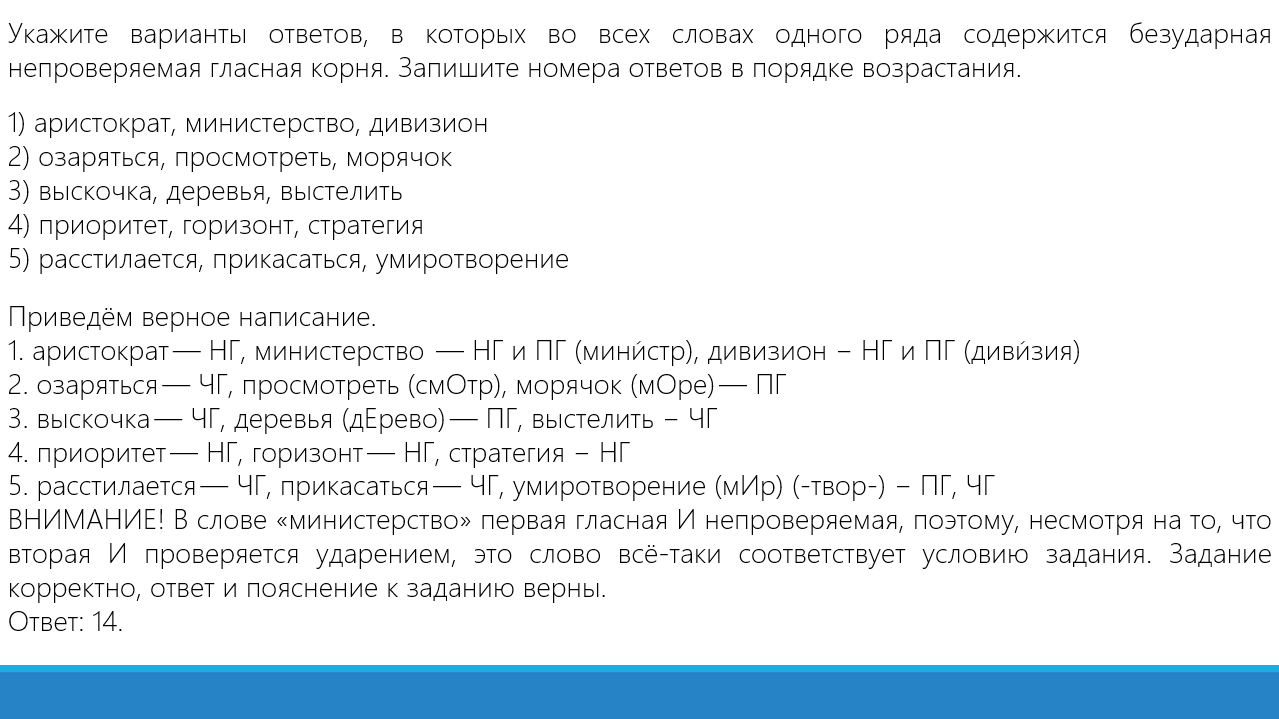 Укажите варианты ответов, в которых во всех словах одного ряда содержится безударная
непроверяемая гласная корня. Запишите номера ответов в порядке возрастания.
1) аристократ, министерство, дивизион
2) озаряться, просмотреть, морячок
3) выскочка, деревья, выстелить
4) приоритет, горизонт, стратегия
5) расстилается, прикасаться, умиротворение
Приведём верное написание.
1. аристократ — НГ, министерство — НГ и ПГ (мини́стр), дивизион – НГ и ПГ (диви́зия)
2. озаряться — ЧГ, просмотреть (смОтр), морячок (мОре) — ПГ
3. выскочка — ЧГ, деревья (дЕрево) — ПГ, выстелить – ЧГ
4. приоритет — НГ, горизонт — НГ, стратегия – НГ
5. расстилается — ЧГ, прикасаться — ЧГ, умиротворение (мИр) (-твор-) – ПГ, ЧГ
ВНИМАНИЕ! В слове «министерство» первая гласная И непроверяемая, поэтому, несмотря на то, что
вторая И проверяется ударением, это слово всё-таки соответствует условию задания. Задание
корректно, ответ и пояснение к заданию верны.
Ответ: 14.